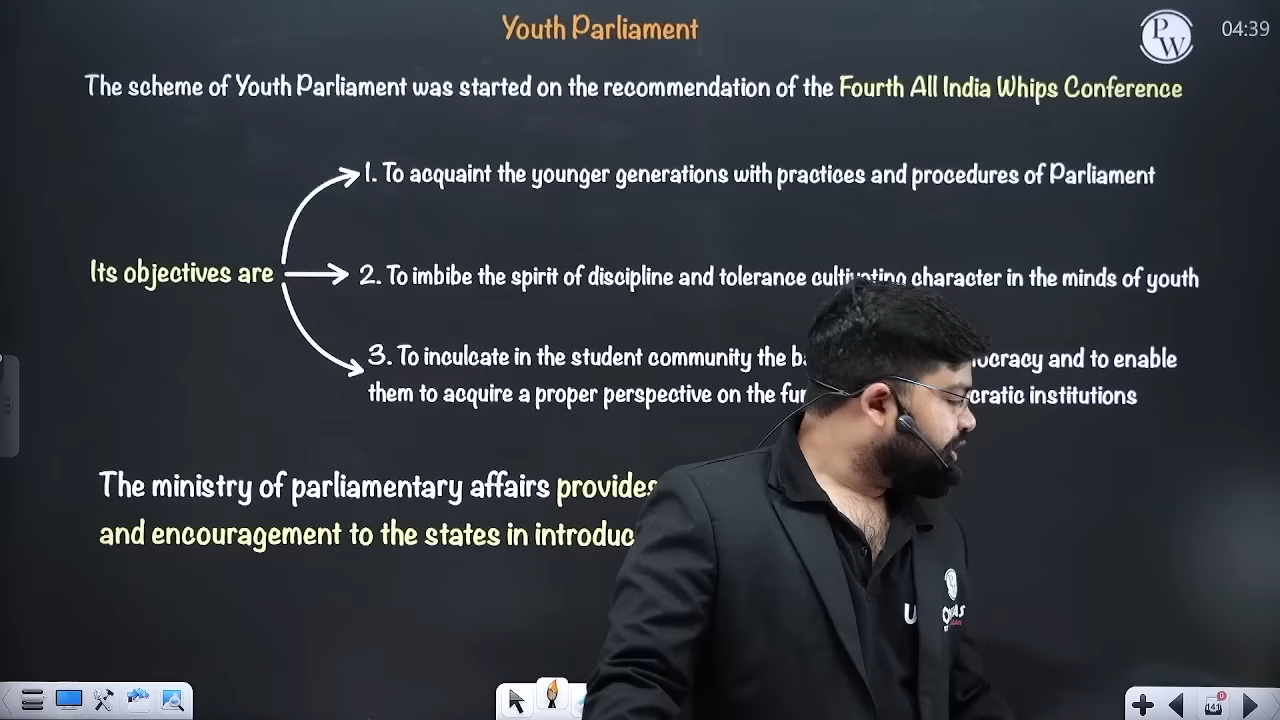 Youth Parliament
PW
04:39
The scheme of Youth Parliament was started on the recommendation of the Fourth All India Whips Conference
1. To acquaint the younger generations with practices and procedures of Parliament
Its objectives are
2. To imbibe the spirit of discipline and tolerance cultivating character in the minds of youth
3. To inculcate in the student community the and to enable
them to acquire a proper perspective on the institutions
The ministry of parliamentary affairs provides
and encouragement to the states in
141
0